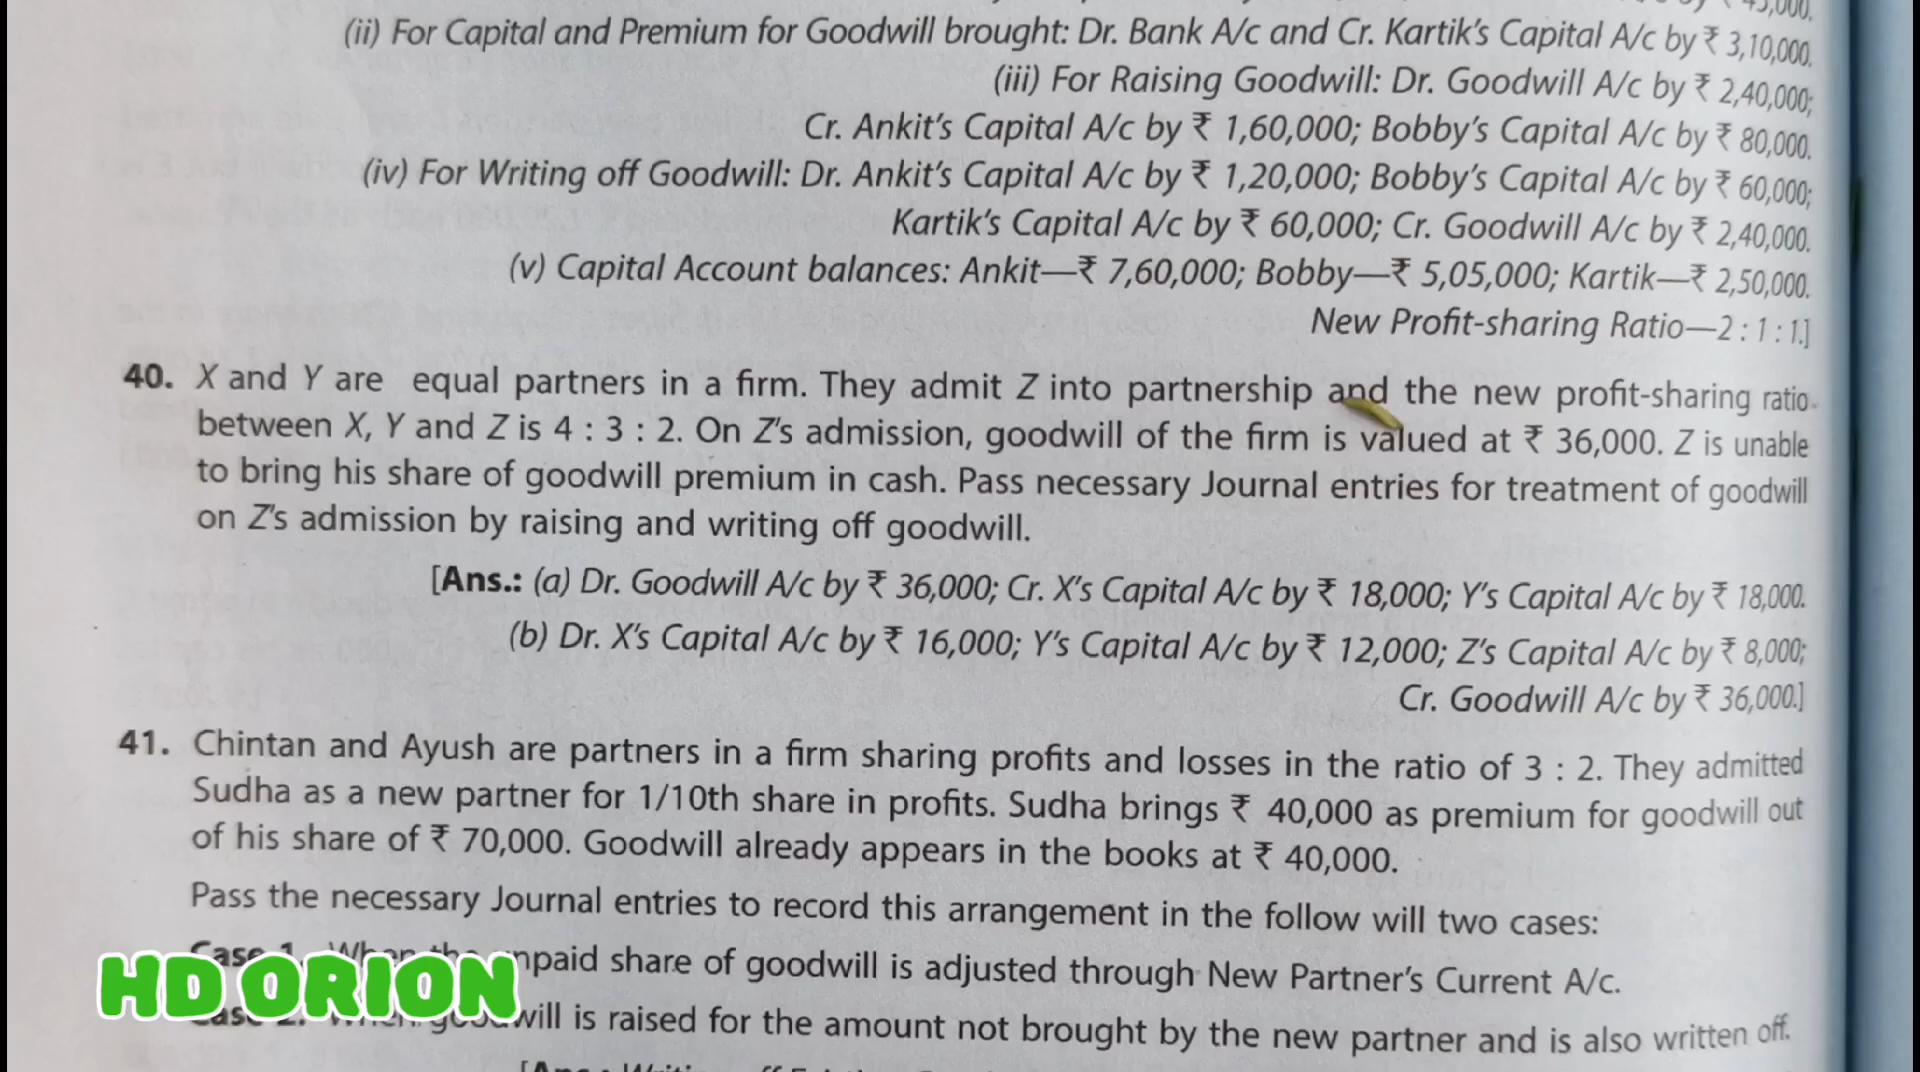 45,000.
(ii) For Capital and Premium for Goodwill brought: Dr. Bank A/c and Cr. Kartik's Capital A/c by ₹ 3,10,000.
(iii) For Raising Goodwill: Dr. Goodwill A/c by ₹ 2,40,000;
Cr. Ankit's Capital A/c by ₹ 1,60,000; Bobby's Capital A/c by ₹ 80,000.
(iv) For Writing off Goodwill: Dr. Ankit's Capital A/c by ₹ 1,20,000; Bobby's Capital A/c by ₹ 60,000;
Kartik's Capital A/c by ₹ 60,000; Cr. Goodwill A/c by ₹ 2,40,000.
(v) Capital Account balances: Ankit—₹ 7,60,000; Bobby—₹ 5,05,000; Kartik—₹ 2,50,000.
New Profit-sharing Ratio—2 : 1 : 1.]
40. X and Y are equal partners in a firm. They admit Z into partnership and the new profit-sharing ratio
between X, Y and Z is 4 : 3 : 2. On Z's admission, goodwill of the firm is valued at ₹ 36,000. Z is unable
to bring his share of goodwill premium in cash. Pass necessary Journal entries for treatment of goodwill
on Z's admission by raising and writing off goodwill.
[Ans.: (a) Dr. Goodwill A/c by ₹ 36,000; Cr. X's Capital A/c by ₹ 18,000; Y's Capital A/c by ₹ 18,000.
(b) Dr. X's Capital A/c by ₹ 16,000; Y's Capital A/c by ₹ 12,000; Z's Capital A/c by ₹ 8,000;
Cr. Goodwill A/c by ₹ 36,000.]
41. Chintan and Ayush are partners in a firm sharing profits and losses in the ratio of 3 : 2. They admitted
Sudha as a new partner for 1/10th share in profits. Sudha brings ₹ 40,000 as premium for goodwill out
of his share of ₹ 70,000. Goodwill already appears in the books at ₹ 40,000.
Pass the necessary Journal entries to record this arrangement in the follow will two cases:
Case 1. When the unpaid share of goodwill is adjusted through New Partner's Current A/c.
Case 2. When goodwill is raised for the amount not brought by the new partner and is also written off.
HD ORION